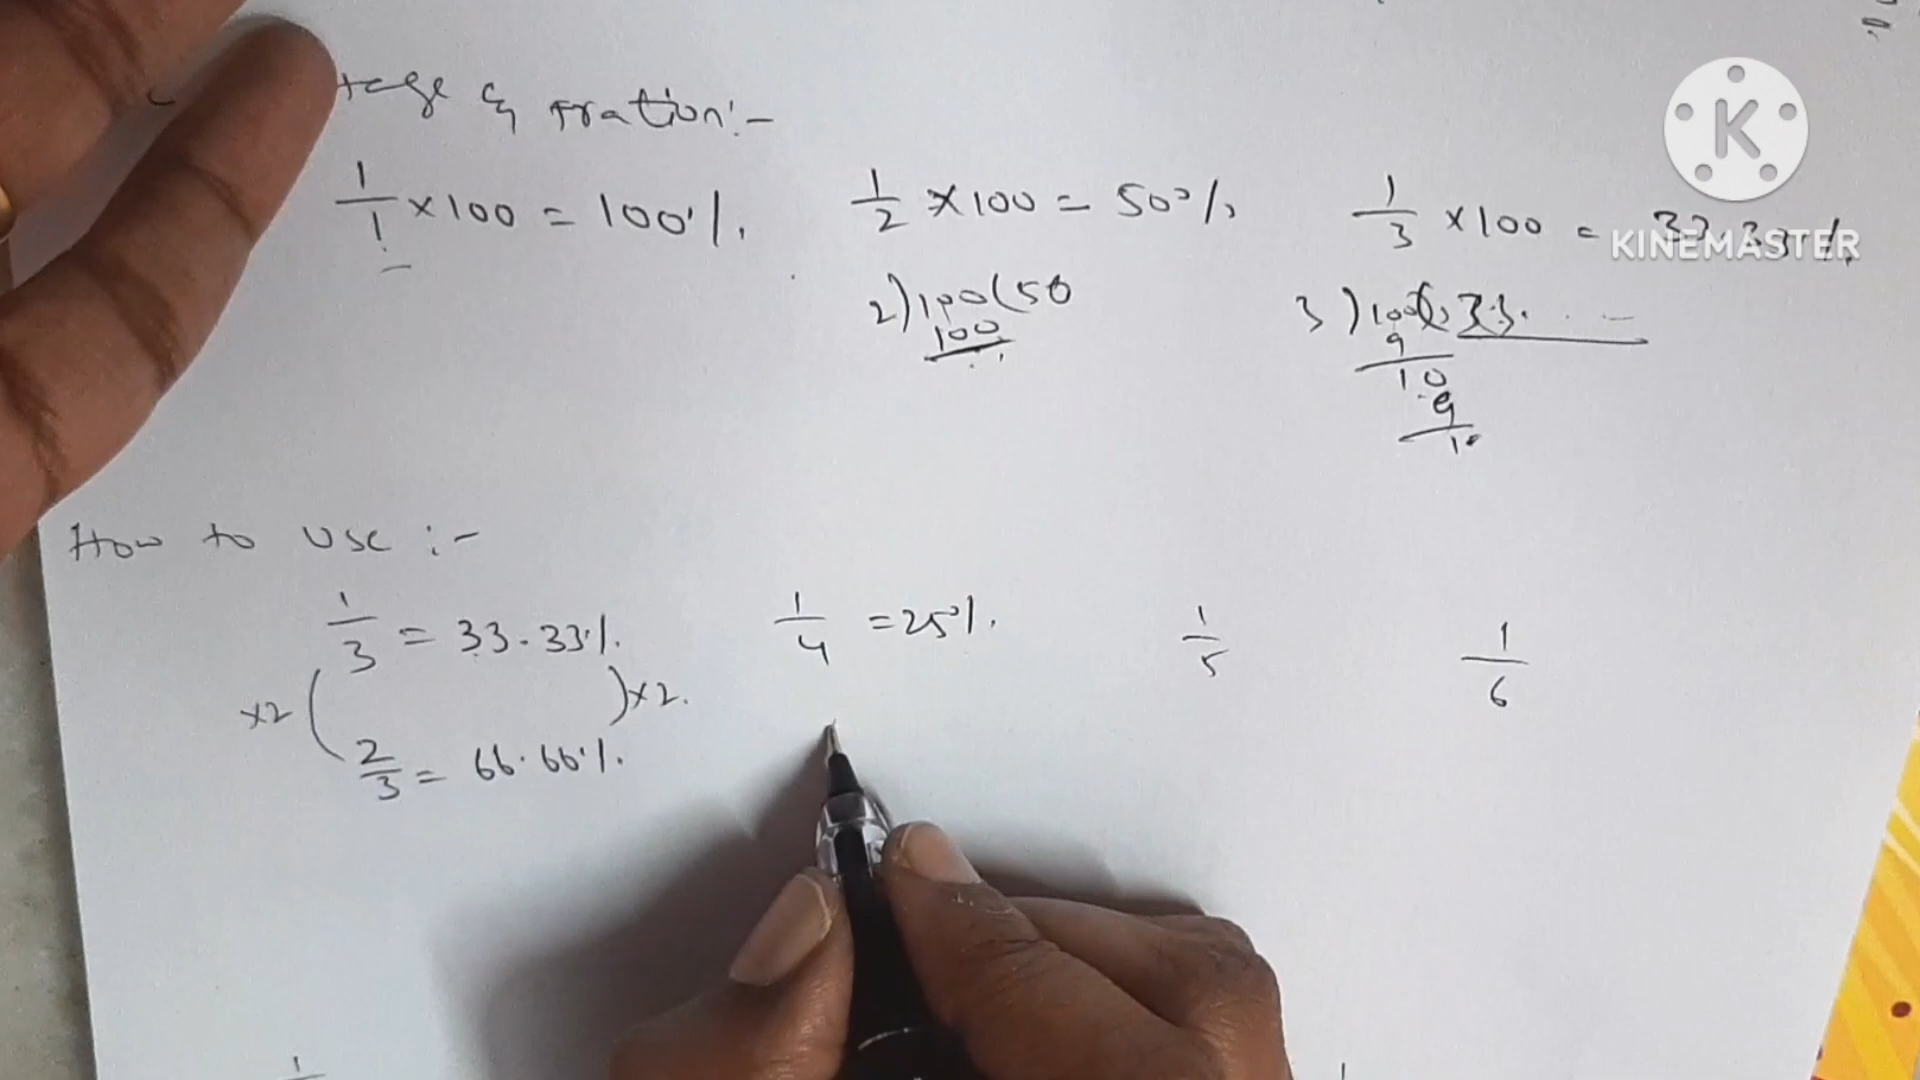 tage & fration:-
1/1 × 100 = 100%. 1/2 × 100 = 50% 1/3 × 100 = 33.33%.
2)100(50 3)100(33.
100 9
10
9
10
KINEMASTER
How to use :-
1/3 = 33.33%. 1/4 = 25%. 1/5 1/6
×2 ( ) ×2.
2/3 = 66.66%.